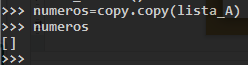 >>> numeros=copy.copy(lista_A)
>>> numeros
[]
>>>